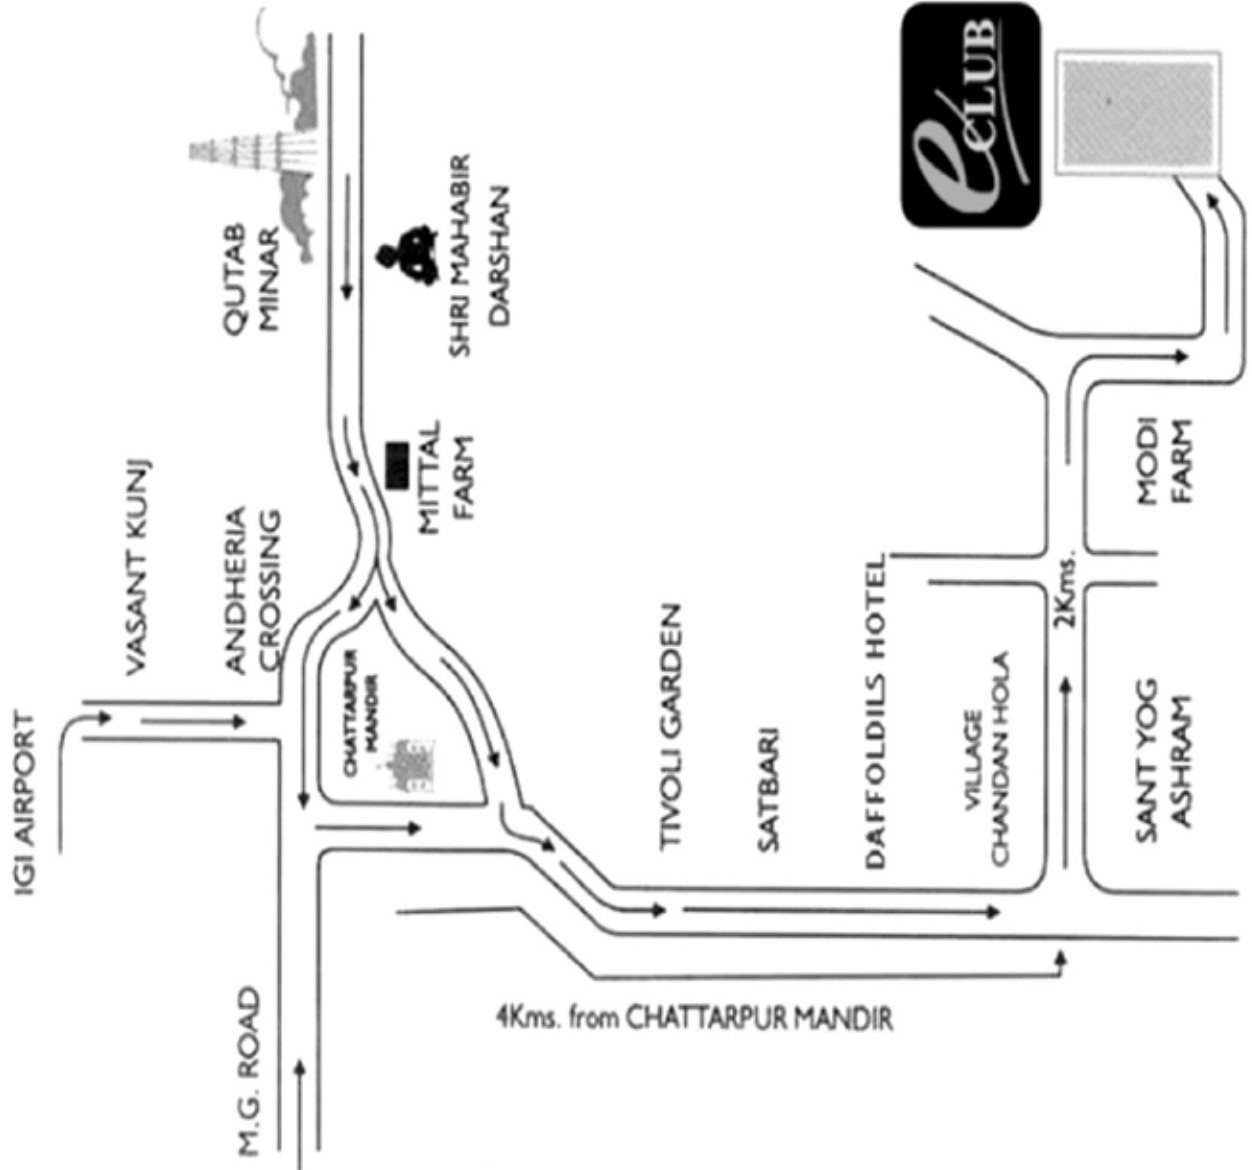 IGI AIRPORT
VASANT KUNJ
ANDHERIA
CROSSING
QUTAB
MINAR
SHRI MAHABIR
DARSHAN
MITTAL
FARM
CHATTARPUR
MANDIR
M.G. ROAD
TIVOLI GARDEN
SATBARI
DAFFOLDILS HOTEL
VILLAGE
CHANDAN HOLA
SANT YOG
ASHRAM
2Kms.
MODI
FARM
e
eCLUB
4Kms. from CHATTARPUR MANDIR